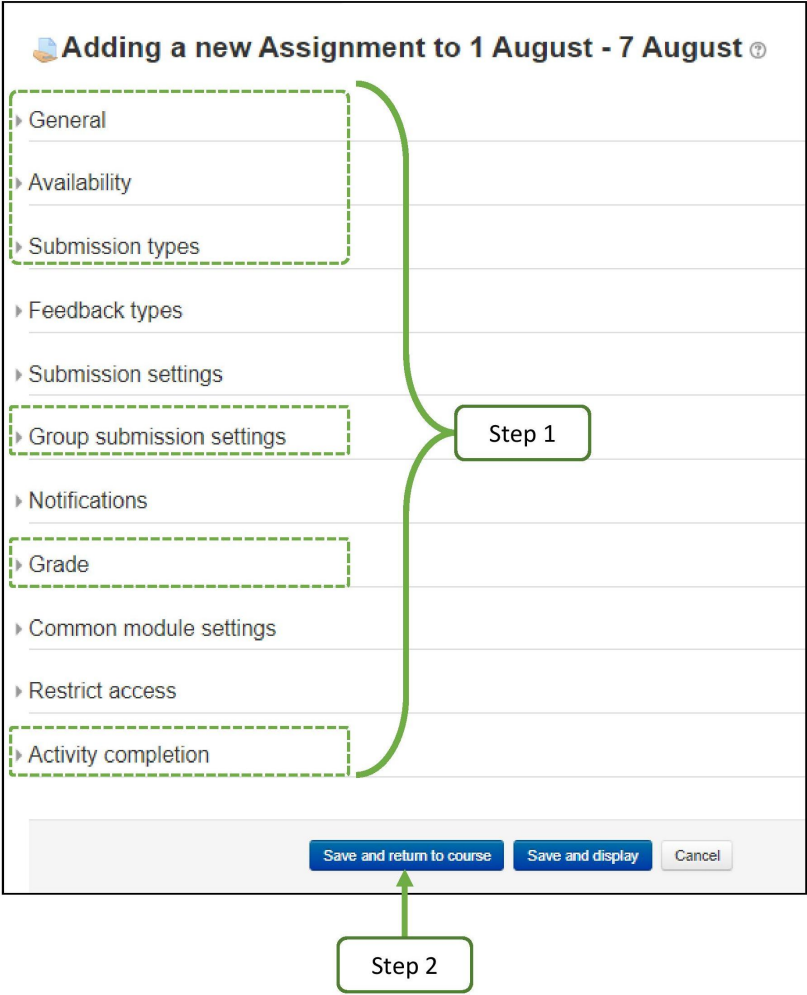 Adding a new Assignment to 1 August - 7 August
General
Availability
Submission types
Feedback types
Submission settings
Group submission settings
Step 1
Notifications
Grade
Common module settings
Restrict access
Activity completion
Save and return to course Save and display Cancel
Step 2